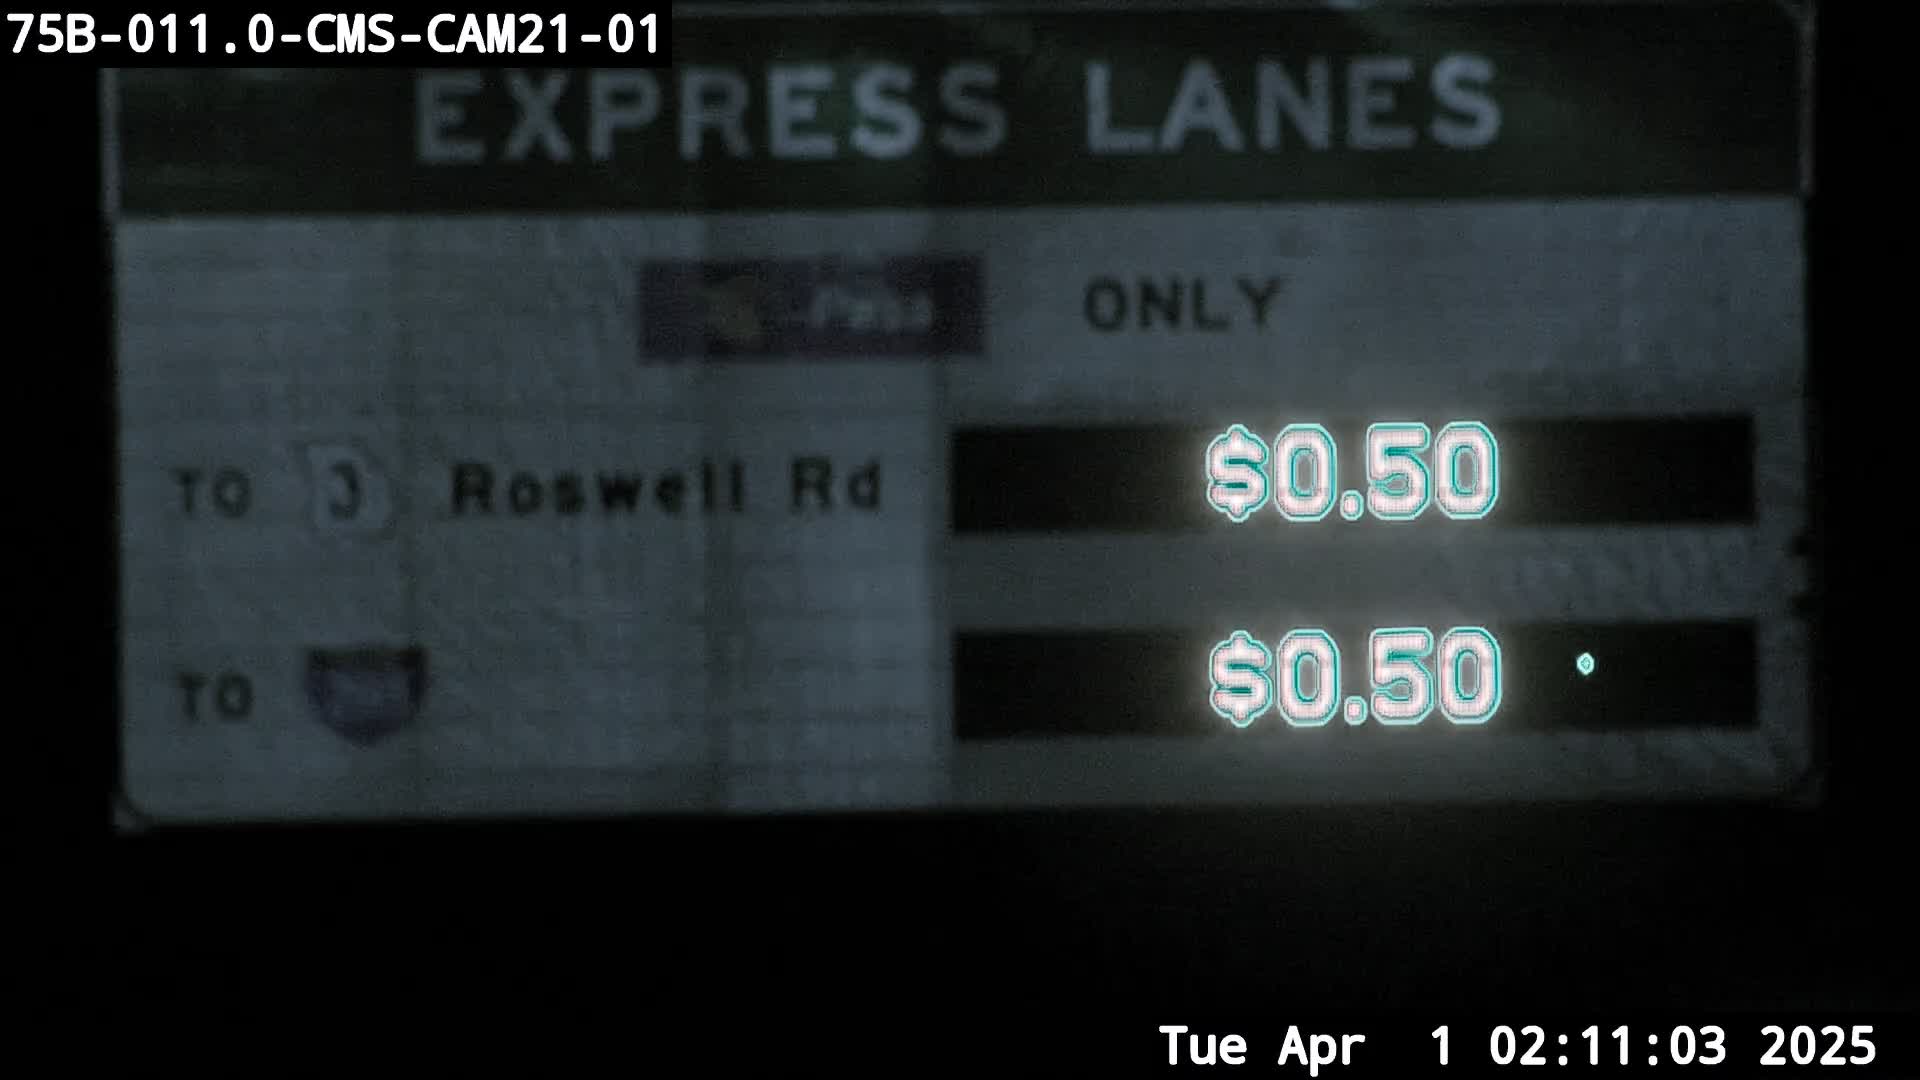 75B-011.0-CMS-CAM21-01
EXPRESS LANES
Pass ONLY
TO Roswell Rd $0.50
TO $0.50
Tue Apr 1 02:11:03 2025